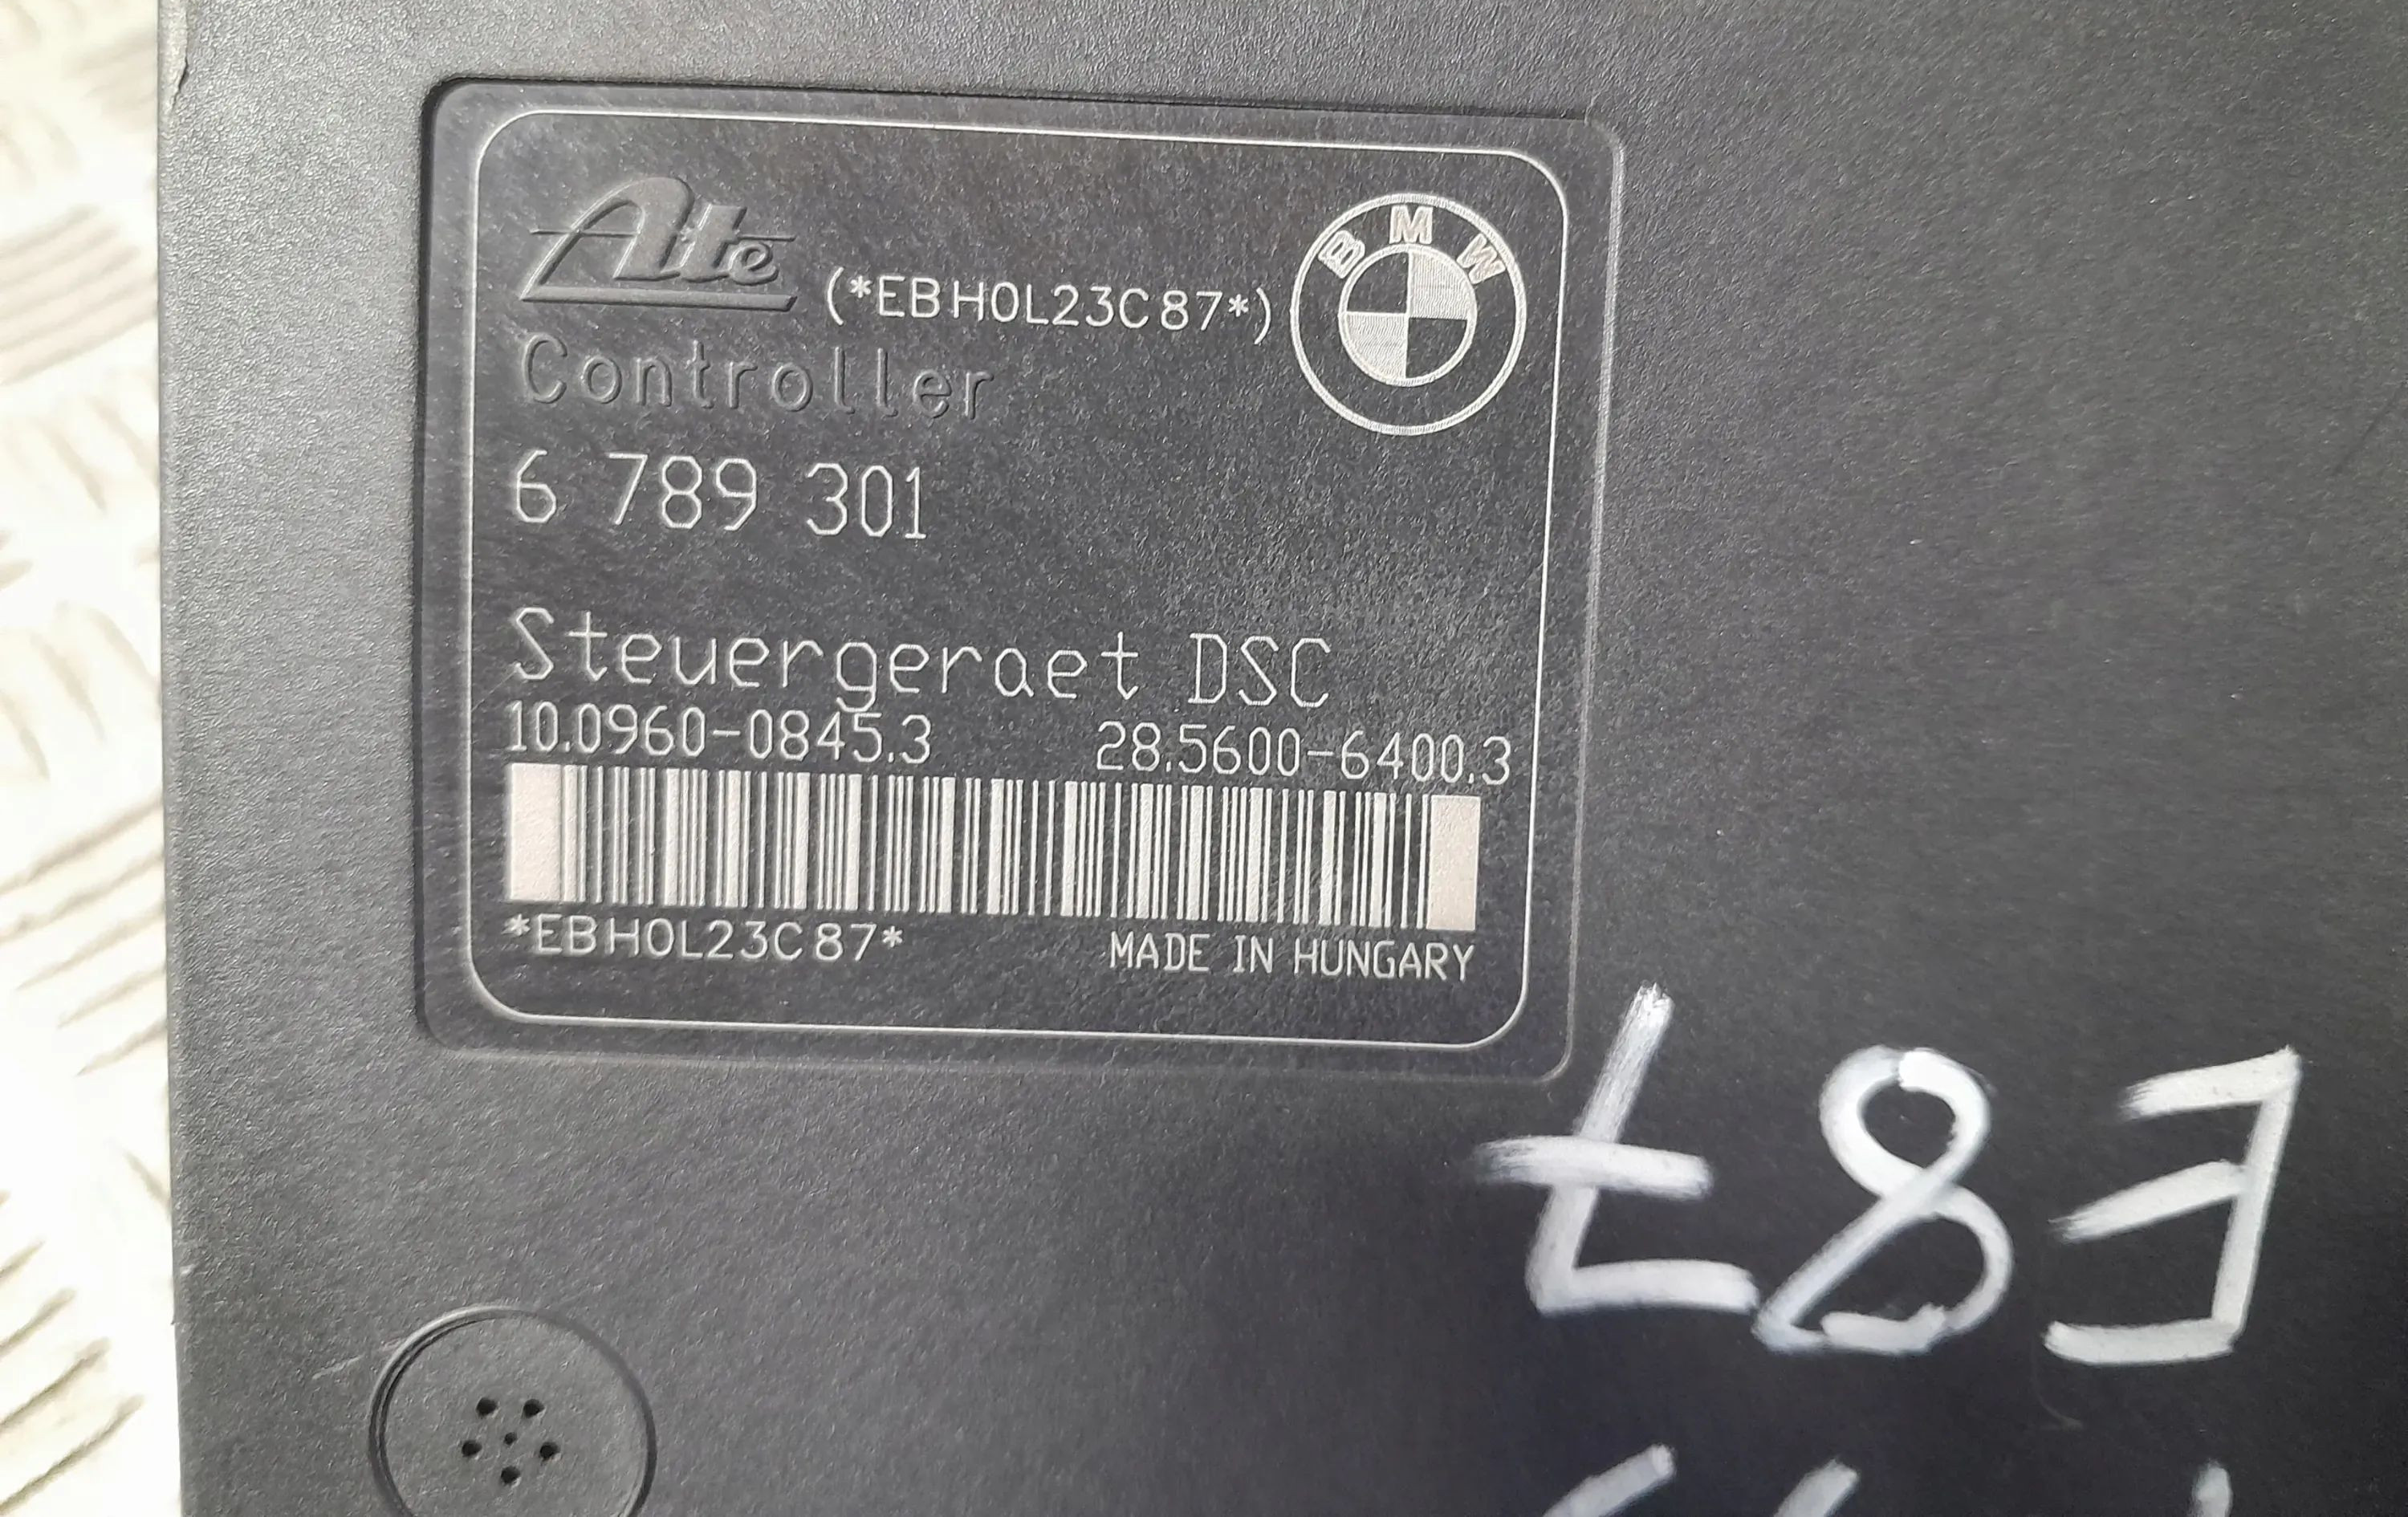 Ate (*EBH0L23C87*) BMW
Controller
6 789 301
Steuergeraet DSC
10.0960-0845.3 28.5600-6400.3
*EBH0L23C87* MADE IN HUNGARY
E87